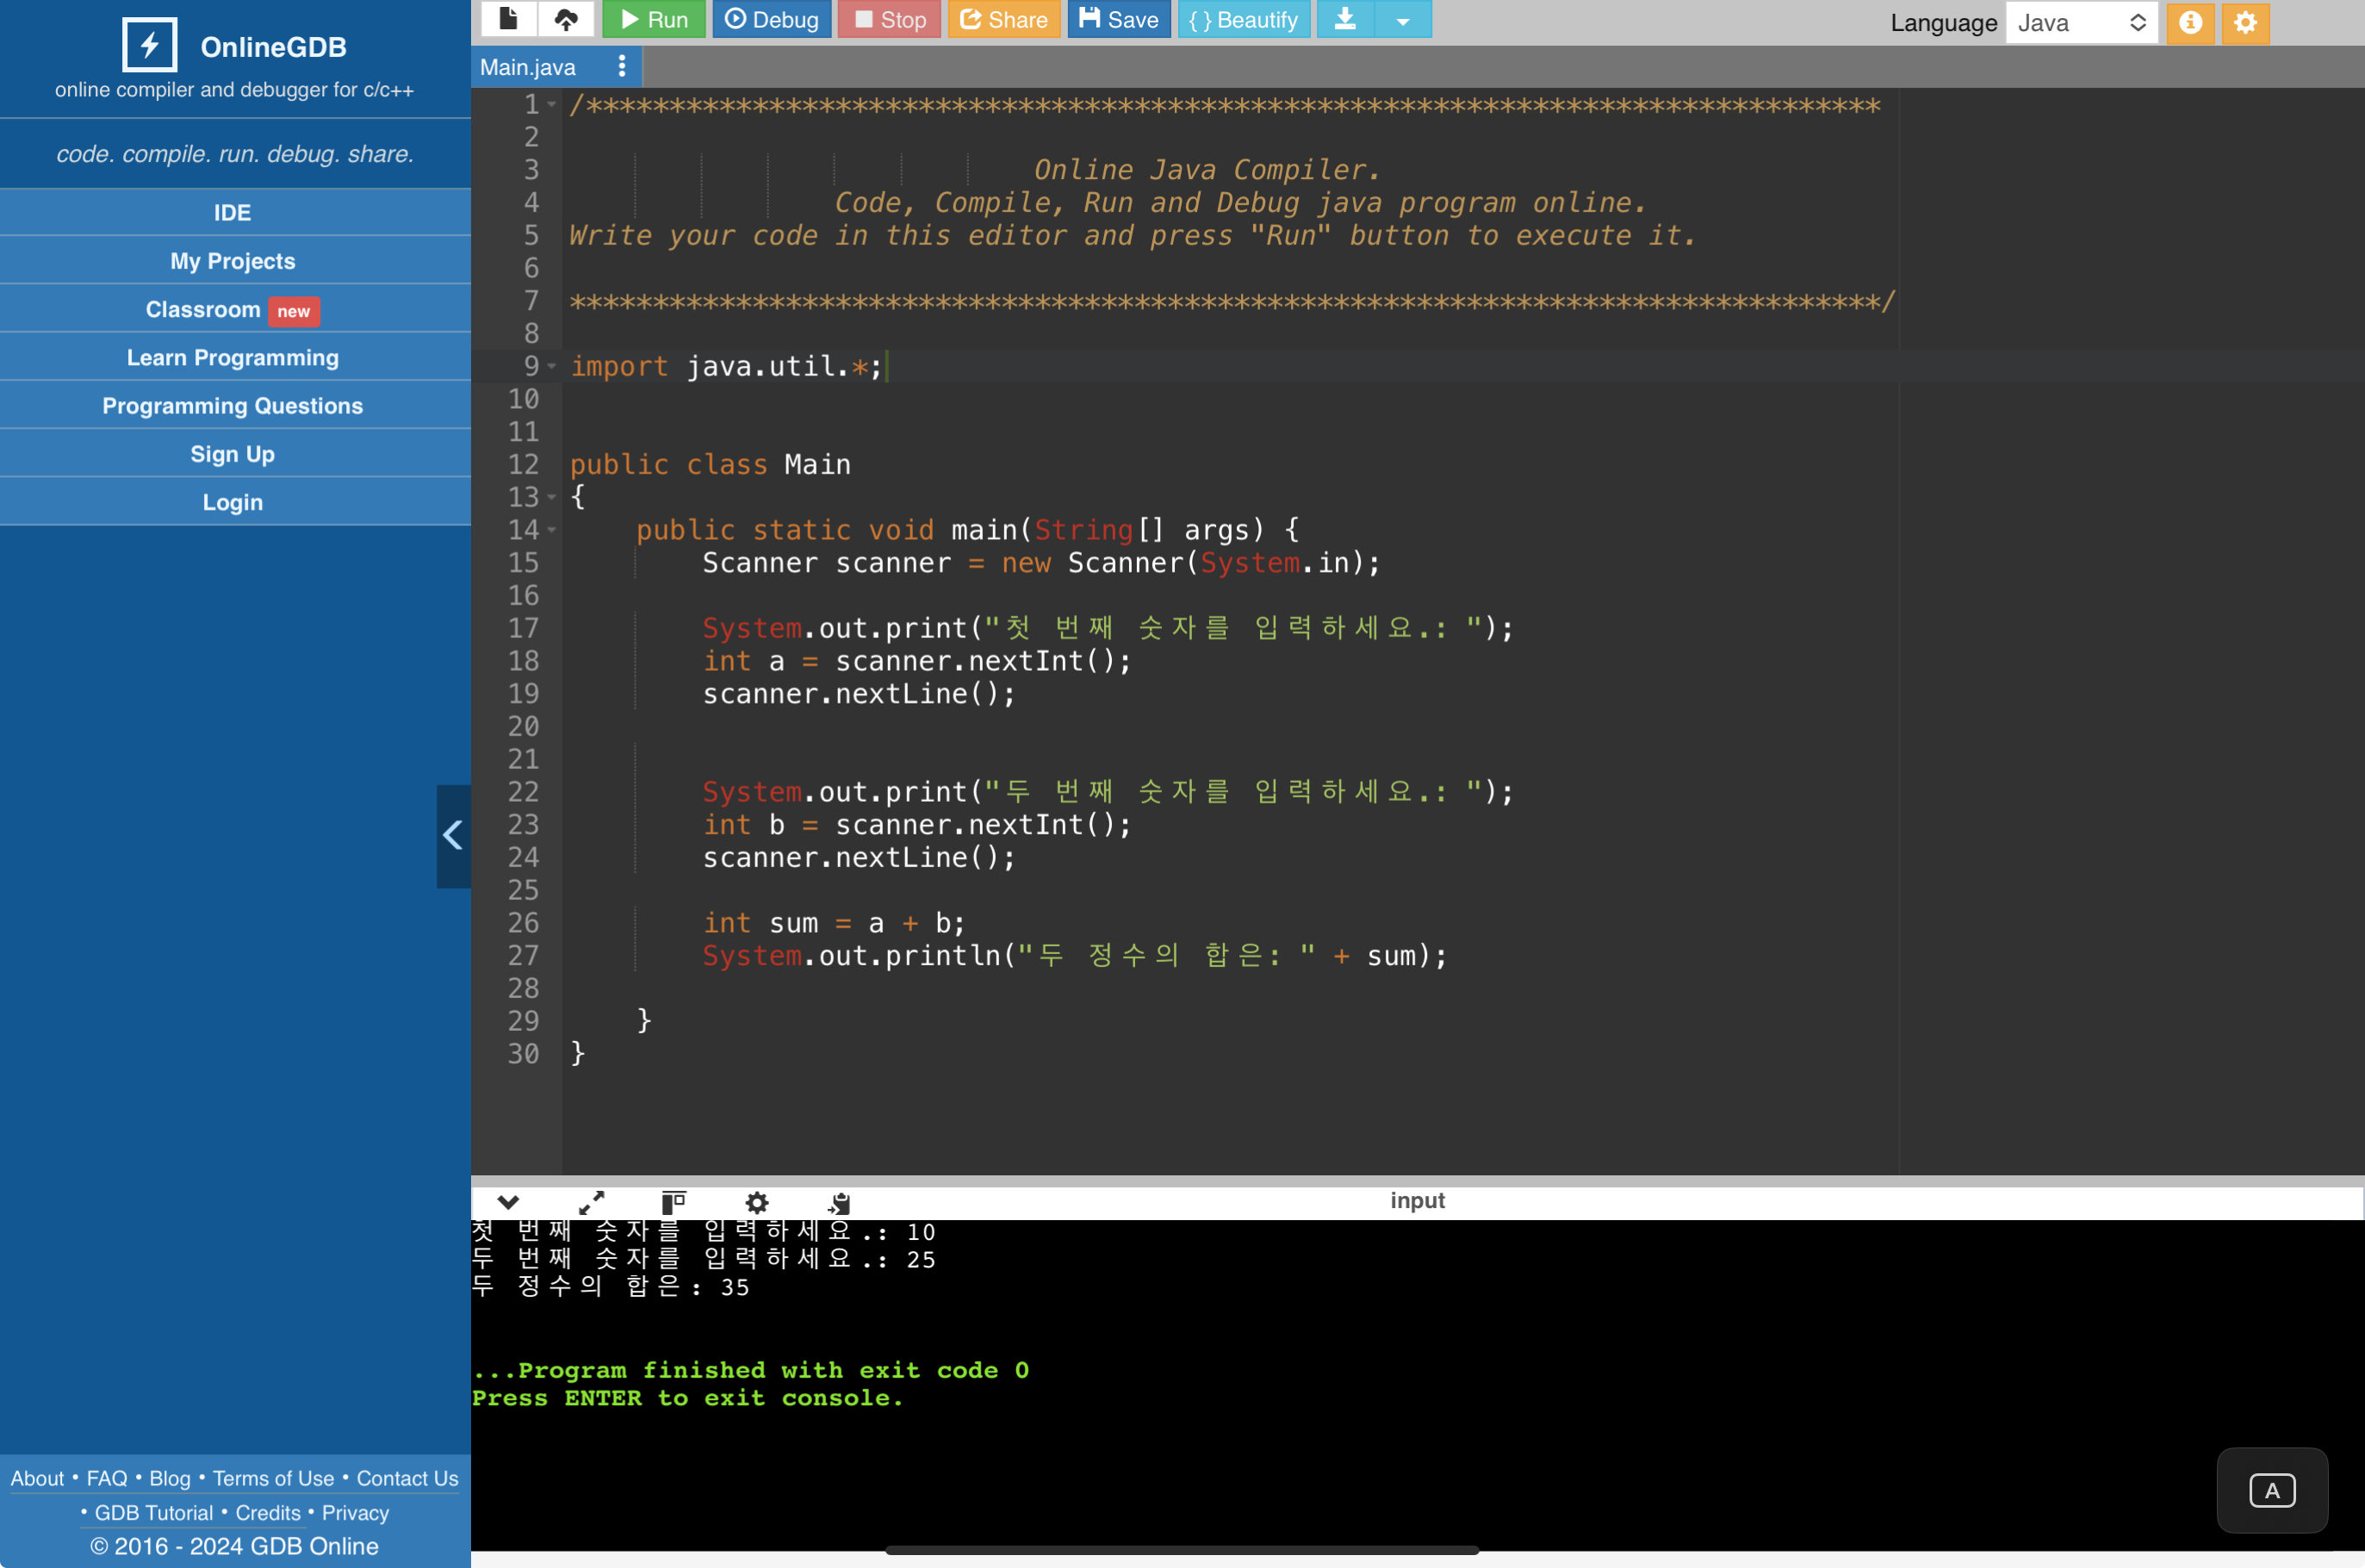 OnlineGDB
online compiler and debugger for c/c++
code. compile. run. debug. share.
IDE
My Projects
Classroom new
Learn Programming
Programming Questions
Sign Up
Login
About • FAQ • Blog • Terms of Use • Contact Us
• GDB Tutorial • Credits • Privacy
© 2016 - 2024 GDB Online
Run Debug Stop Share Save { } Beautify
Language Java
Main.java
1 /******************************************************************************
2
3 Online Java Compiler.
4 Code, Compile, Run and Debug java program online.
5 Write your code in this editor and press "Run" button to execute it.
6
7 *******************************************************************************/
8
9 import java.util.*;
10
11
12 public class Main
13 {
14 public static void main(String[] args) {
15 Scanner scanner = new Scanner(System.in);
16
17 System.out.print("첫 번째 숫자를 입력하세요.: ");
18 int a = scanner.nextInt();
19 scanner.nextLine();
20
21
22 System.out.print("두 번째 숫자를 입력하세요.: ");
23 int b = scanner.nextInt();
24 scanner.nextLine();
25
26 int sum = a + b;
27 System.out.println("두 정수의 합은: " + sum);
28
29 }
30 }
input
첫 번째 숫자를 입력하세요.: 10
두 번째 숫자를 입력하세요.: 25
두 정수의 합은: 35
...Program finished with exit code 0
Press ENTER to exit console.
A